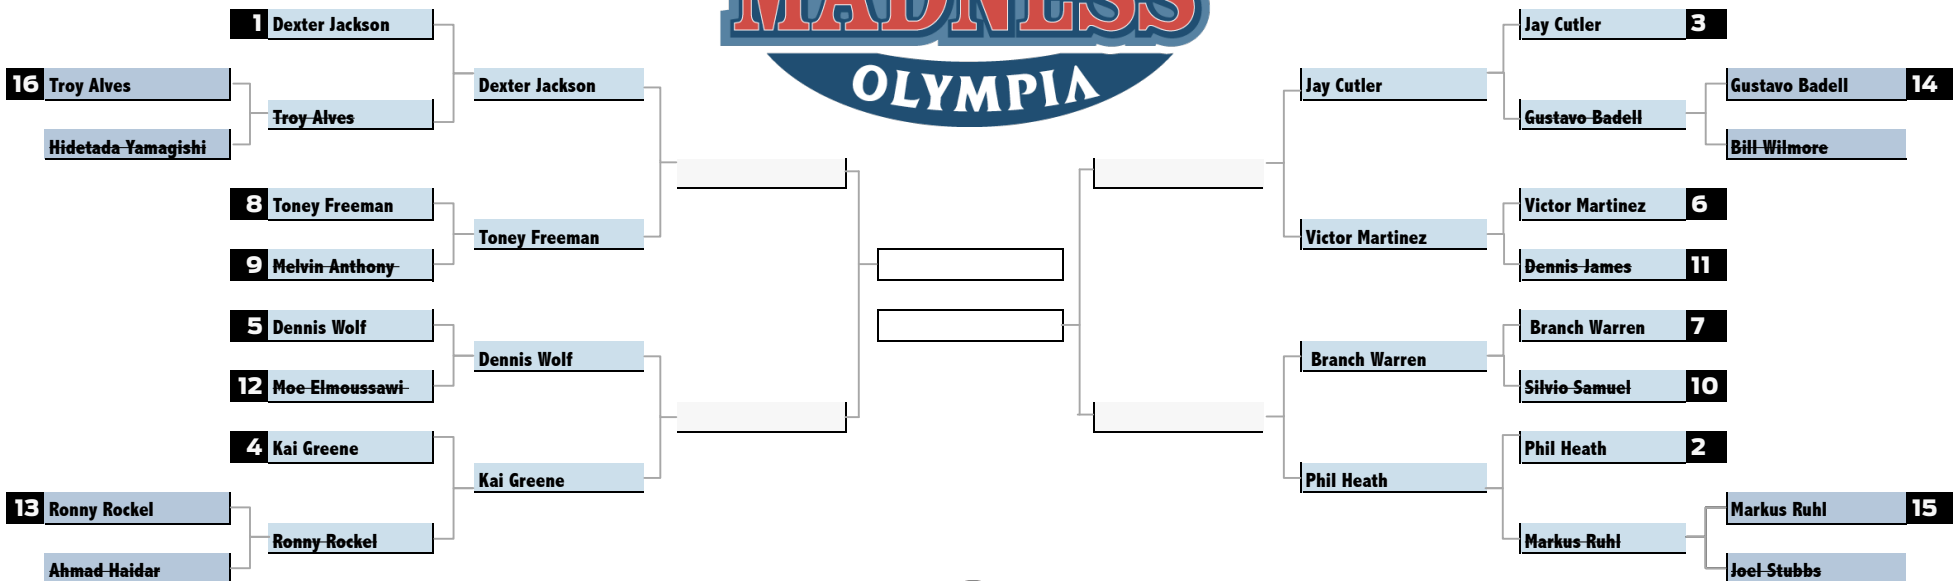 MADNESS
OLYMPIA
1 Dexter Jackson
16 Troy Alves
Hidetada Yamagishi
Troy Alves
Dexter Jackson
8 Toney Freeman
9 Melvin Anthony
Toney Freeman
5 Dennis Wolf
12 Moe Elmoussawi
Dennis Wolf
4 Kai Greene
13 Ronny Rockel
Ahmad Haidar
Ronny Rockel
Kai Greene
Jay Cutler 3
Gustavo Badell 14
Bill Wilmore
Gustavo Badell
Jay Cutler
Victor Martinez 6
Dennis James 11
Victor Martinez
Branch Warren 7
Silvio Samuel 10
Branch Warren
Phil Heath 2
Markus Ruhl 15
Joel Stubbs
Markus Ruhl
Phil Heath